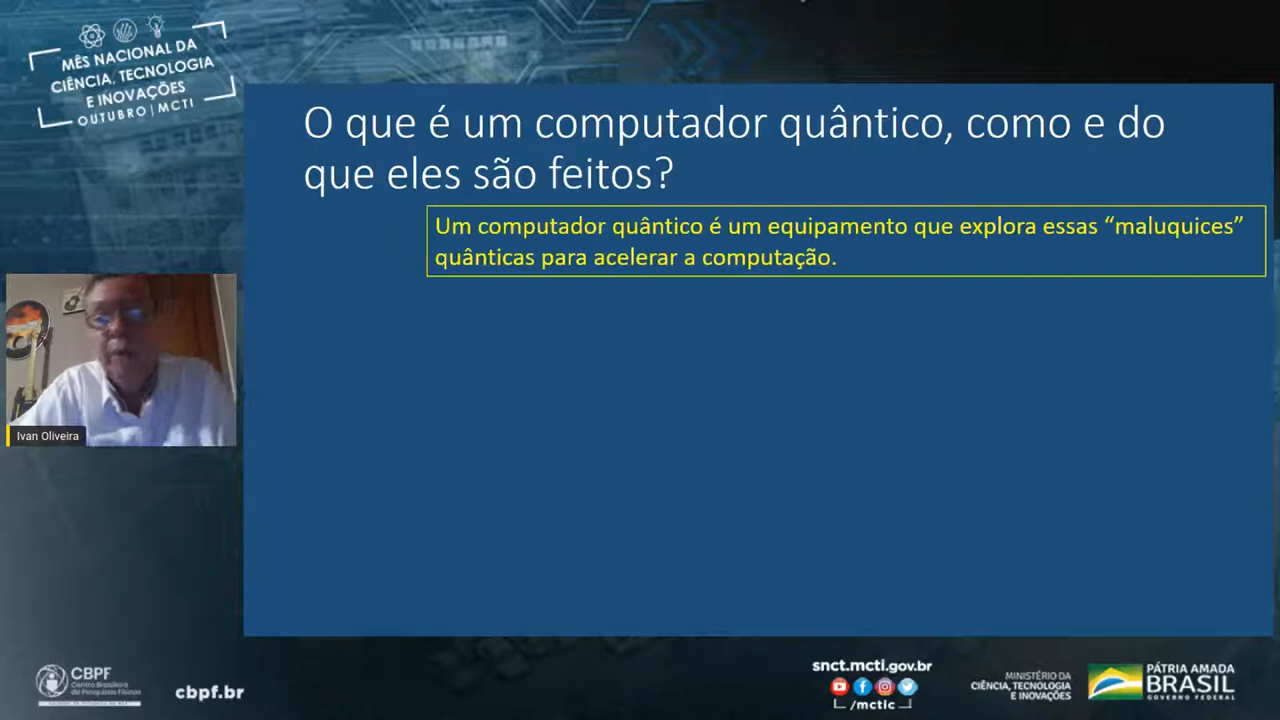 MÊS NACIONAL DA
CIÊNCIA, TECNOLOGIA
E INOVAÇÕES
OUTUBRO | MCTI
O que é um computador quântico, como e do
que eles são feitos?
Um computador quântico é um equipamento que explora essas “maluquices”
quânticas para acelerar a computação.
Ivan Oliveira
CBPF
Centro Brasileiro
de Pesquisas Físicas
cbpf.br
snct.mcti.gov.br
/mctic
MINISTÉRIO DA
CIÊNCIA, TECNOLOGIA
E INOVAÇÕES
PÁTRIA AMADA
BRASIL
GOVERNO FEDERAL